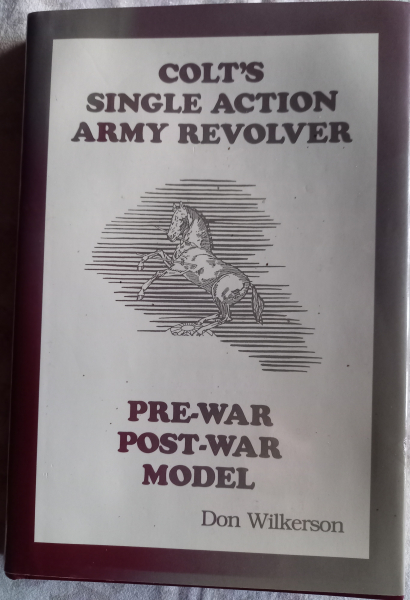 COLT'S
SINGLE ACTION
ARMY REVOLVER
PRE-WAR
POST-WAR
MODEL
Don Wilkerson